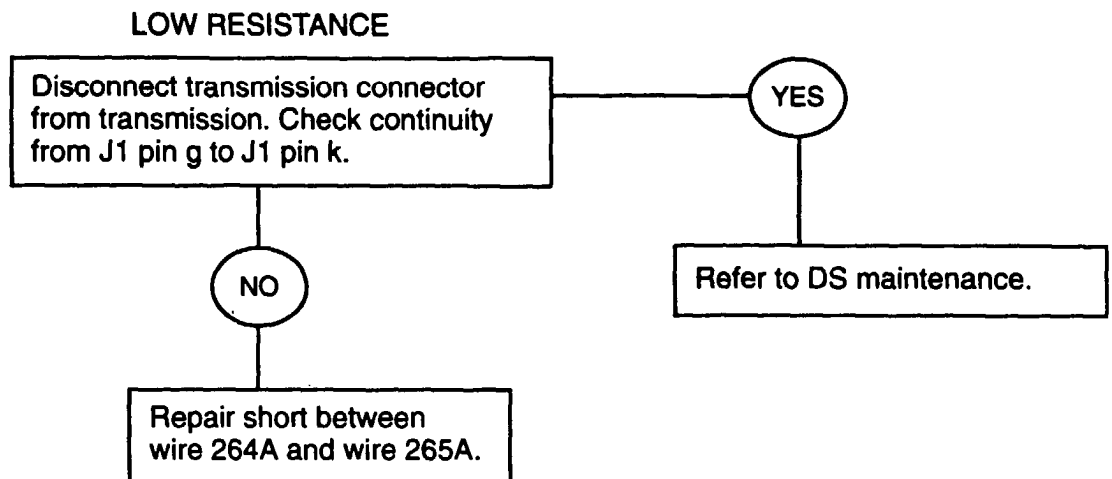 LOW RESISTANCE
Disconnect transmission connector
from transmission. Check continuity
from J1 pin g to J1 pin k.
YES
NO
Refer to DS maintenance.
Repair short between
wire 264A and wire 265A.